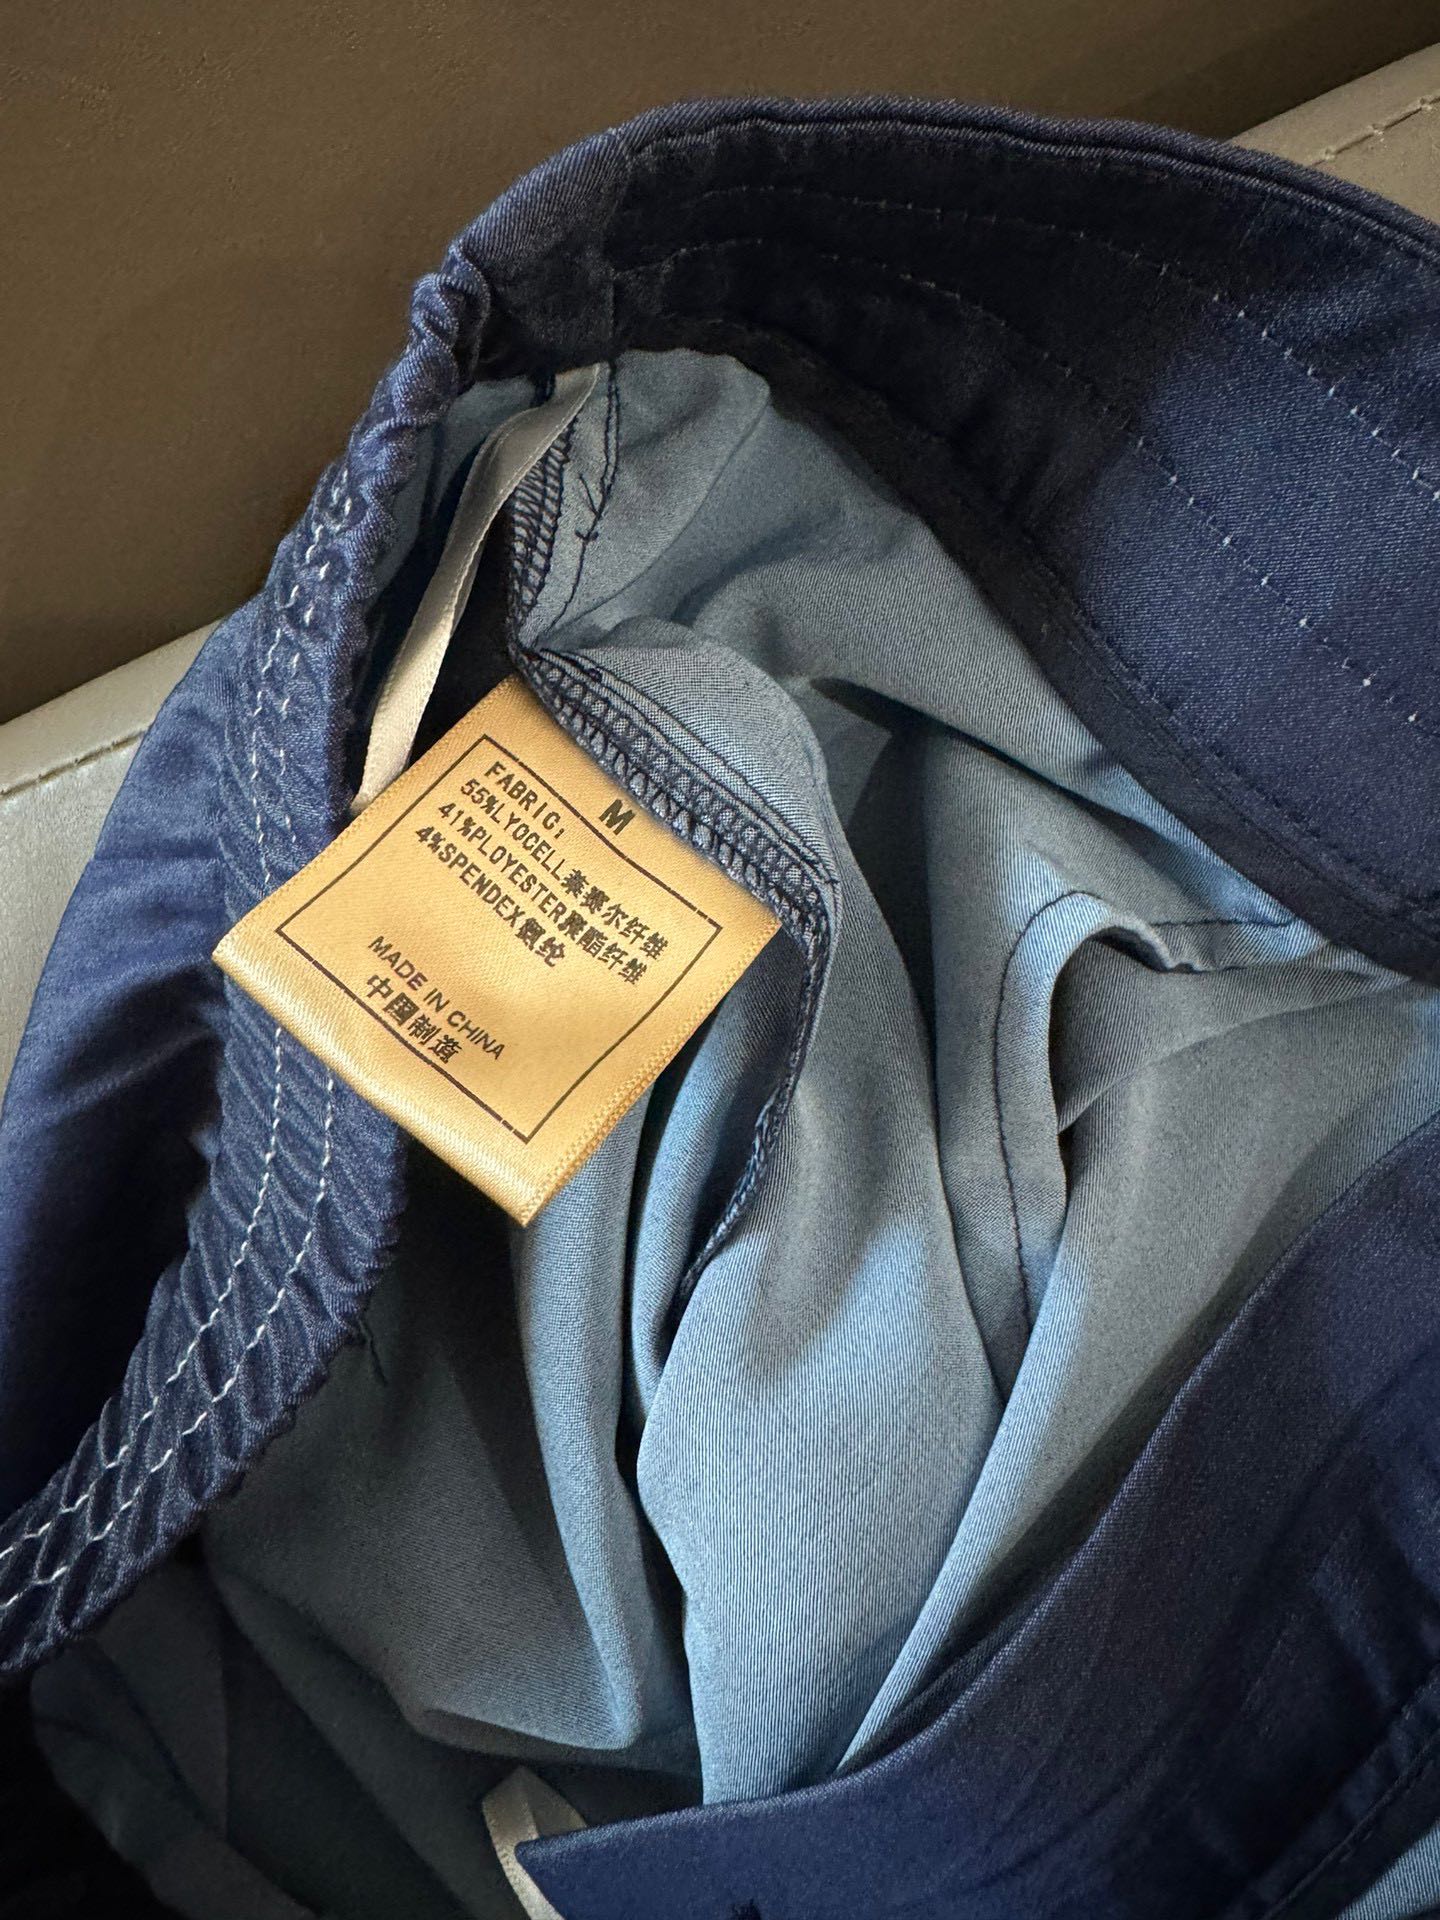 M
FABRIC:
55%LYOCELL莱赛尔纤维
41%PLOYESTER聚酯纤维
4%SPENDEX氨纶
MADE IN CHINA
中国制造